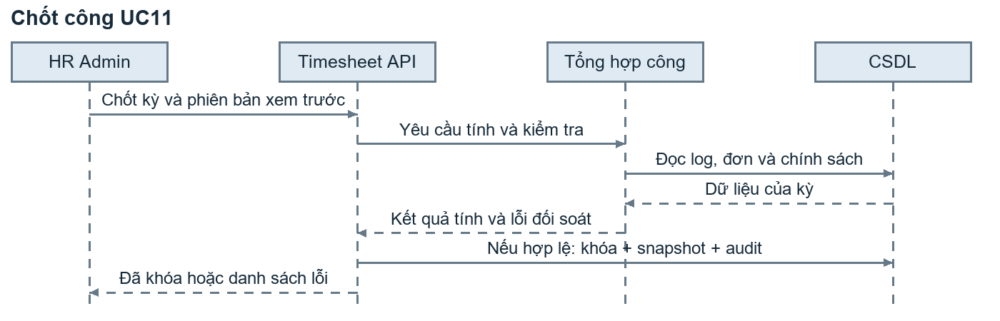 Chốt công UC11
HR Admin
Timesheet API
Tổng hợp công
CSDL
Chốt kỳ và phiên bản xem trước
Yêu cầu tính và kiểm tra
Đọc log, đơn và chính sách
Dữ liệu của kỳ
Kết quả tính và lỗi đối soát
Nếu hợp lệ: khóa + snapshot + audit
Đã khóa hoặc danh sách lỗi